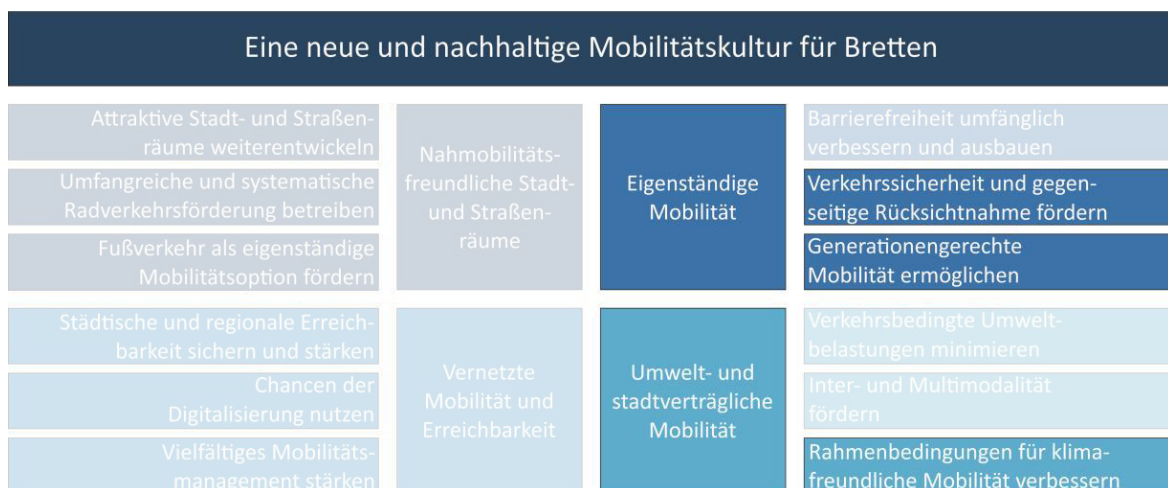 Eine neue und nachhaltige Mobilitätskultur für Bretten
Attraktive Stadt- und Straßen-
räume weiterentwickeln
Umfangreiche und systematische
Radverkehrsförderung betreiben
Fußverkehr als eigenständige
Mobilitätsoption fördern
Nahmobilitäts-
freundliche Stadt-
und Straßen-
räume
Eigenständige
Mobilität
Barrierefreiheit umfänglich
verbessern und ausbauen
Verkehrssicherheit und gegen-
seitige Rücksichtnahme fördern
Generationengerechte
Mobilität ermöglichen
Städtische und regionale Erreich-
barkeit sichern und stärken
Chancen der
Digitalisierung nutzen
Vielfältiges Mobilitäts-
management stärken
Vernetzte
Mobilität und
Erreichbarkeit
Umwelt- und
stadtverträgliche
Mobilität
Verkehrsbedingte Umwelt-
belastungen minimieren
Inter- und Multimodalität
fördern
Rahmenbedingungen für klima-
freundliche Mobilität verbessern